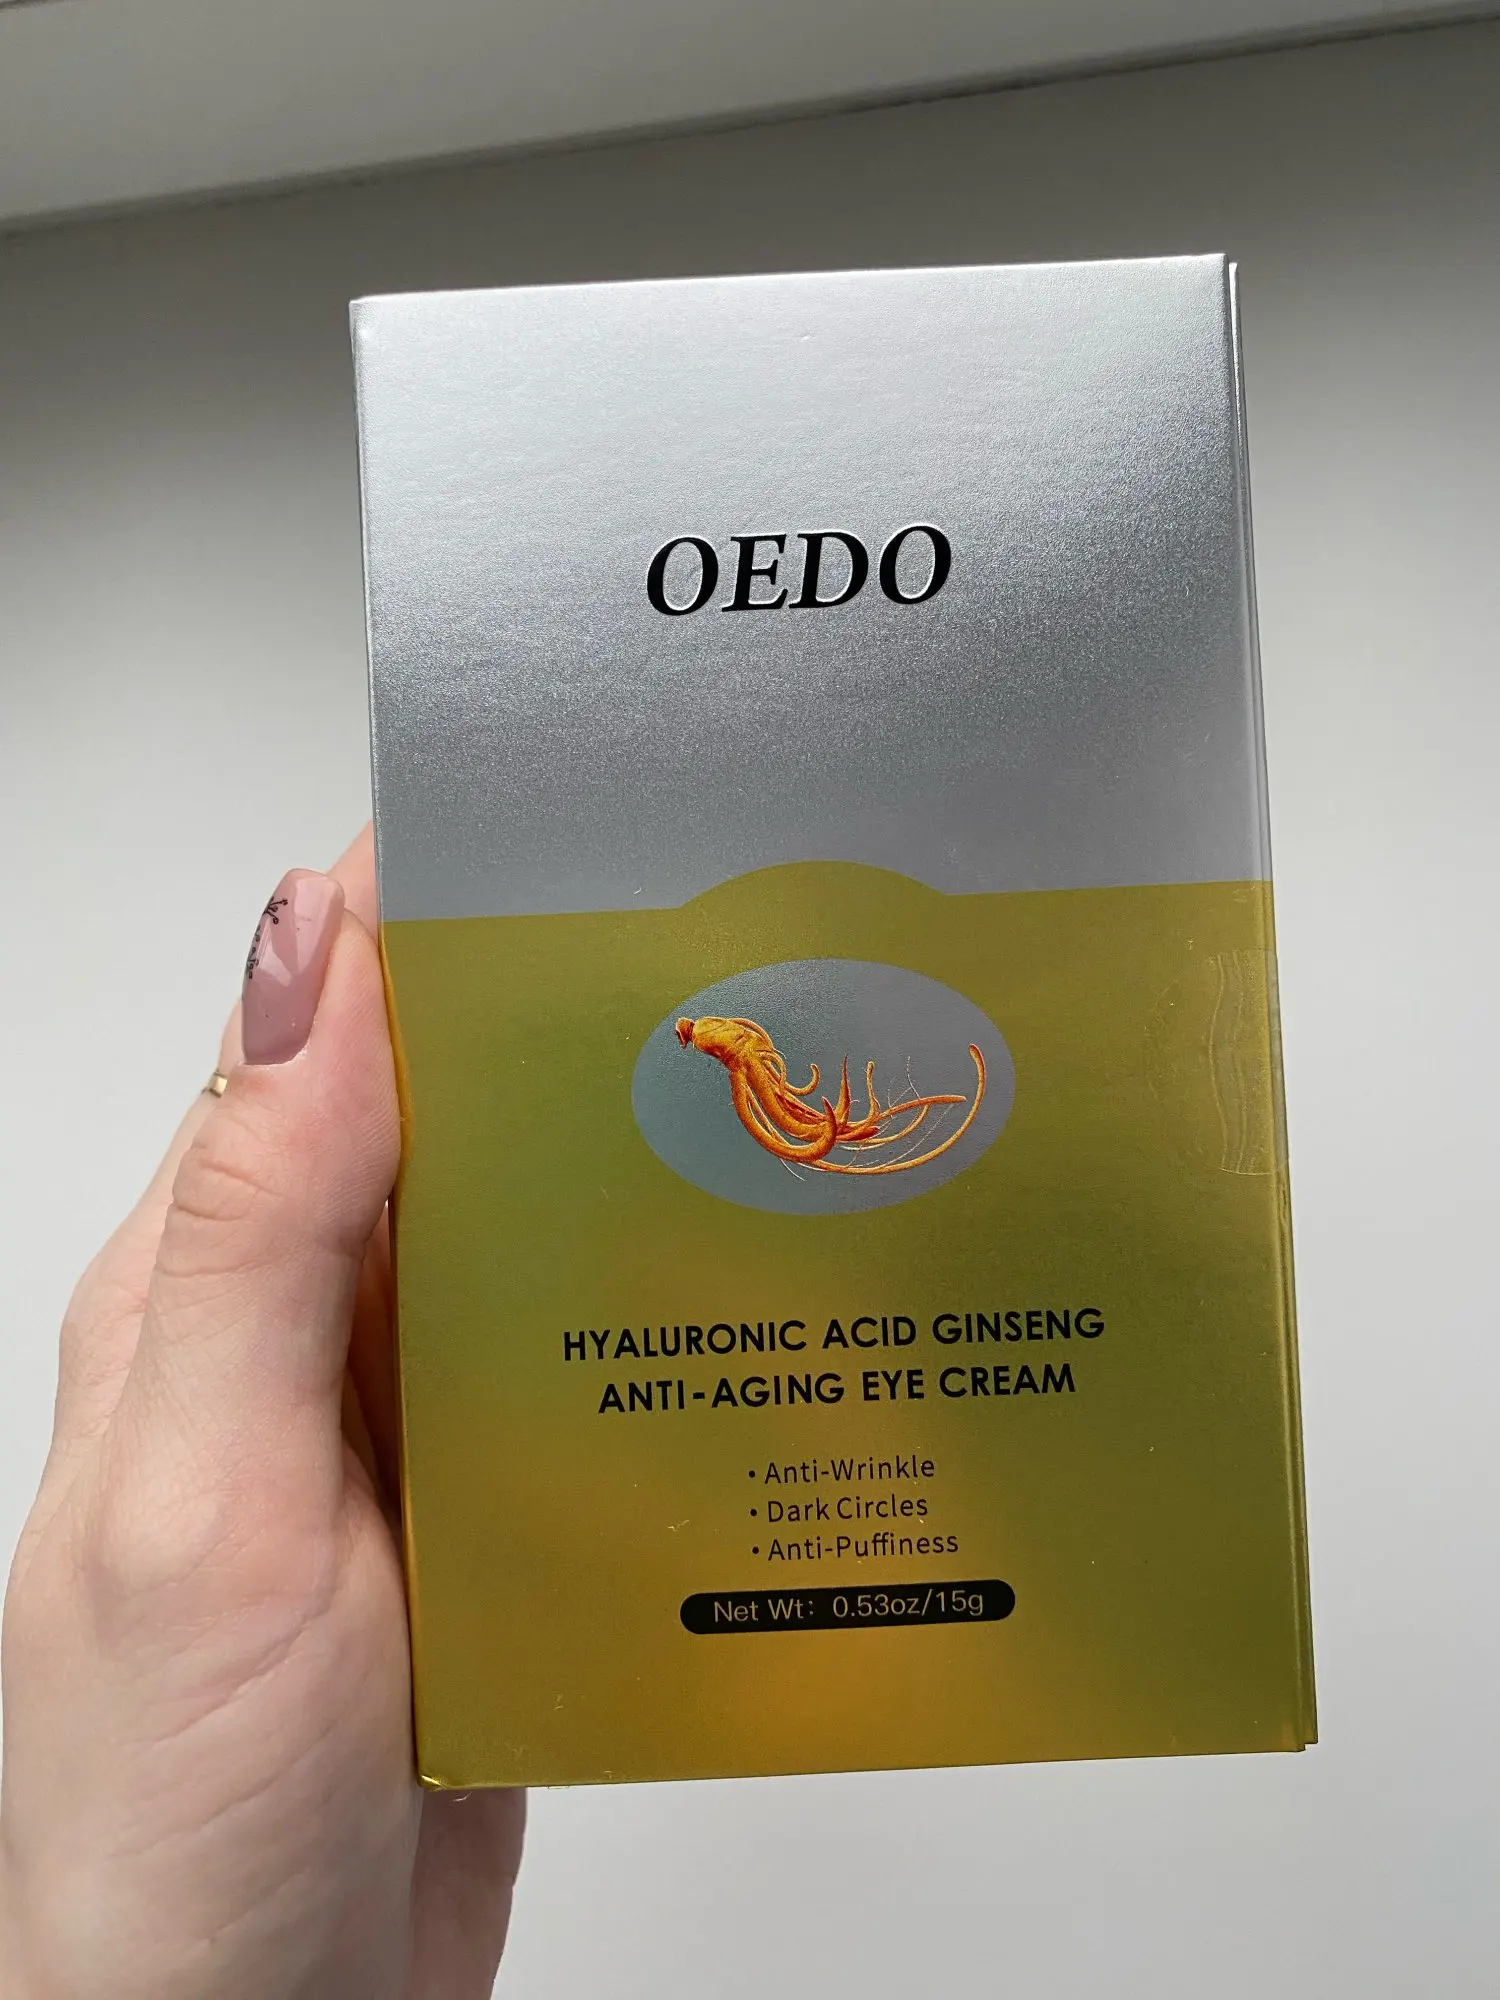 OEDO
HYALURONIC ACID GINSENG
ANTI-AGING EYE CREAM
• Anti-Wrinkle
• Dark Circles
• Anti-Puffiness
Net Wt: 0.53oz/15g